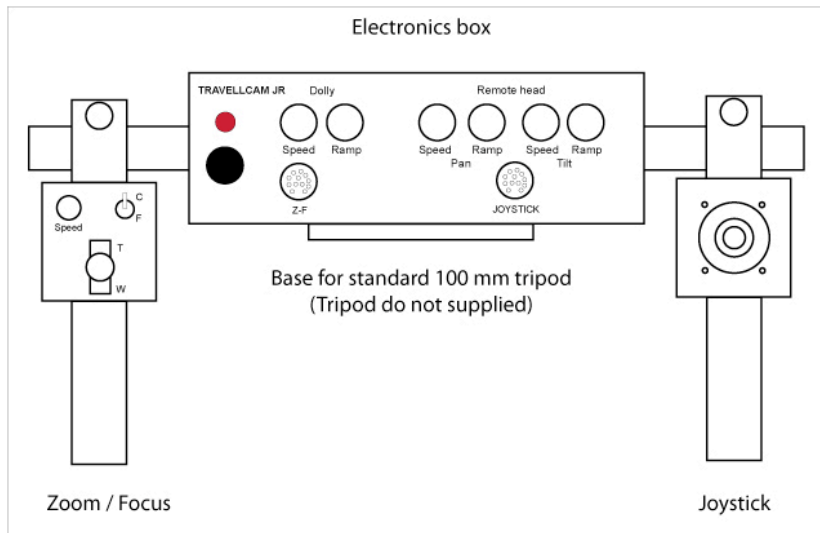 Electronics box
TRAVELLCAM JR
Dolly
Remote head
Speed Ramp
Speed Ramp Speed Ramp
Pan Tilt
Z-F
JOYSTICK
C
F
Speed
T
W
Base for standard 100 mm tripod
(Tripod do not supplied)
Zoom / Focus
Joystick